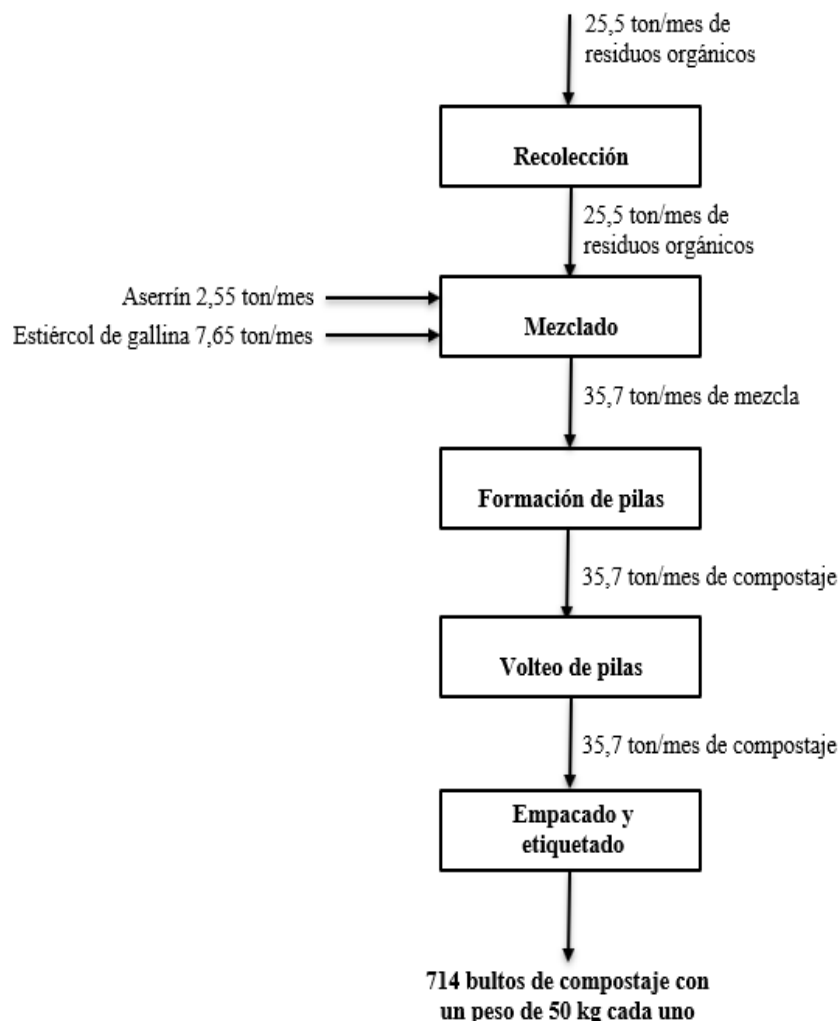 25,5 ton/mes de
residuos orgánicos
Recolección
25,5 ton/mes de
residuos orgánicos
Aserrín 2,55 ton/mes
Estiércol de gallina 7,65 ton/mes
Mezclado
35,7 ton/mes de mezcla
Formación de pilas
35,7 ton/mes de compostaje
Volteo de pilas
35,7 ton/mes de compostaje
Empacado y
etiquetado
714 bultos de compostaje con
un peso de 50 kg cada uno